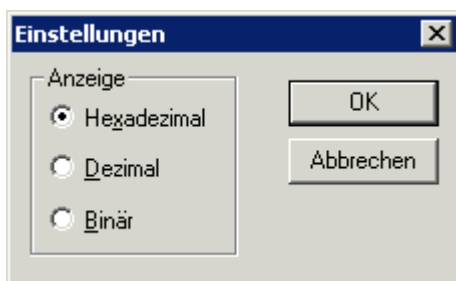 Einstellungen
Anzeige
Hexadezimal
Dezimal
Binär
OK
Abbrechen